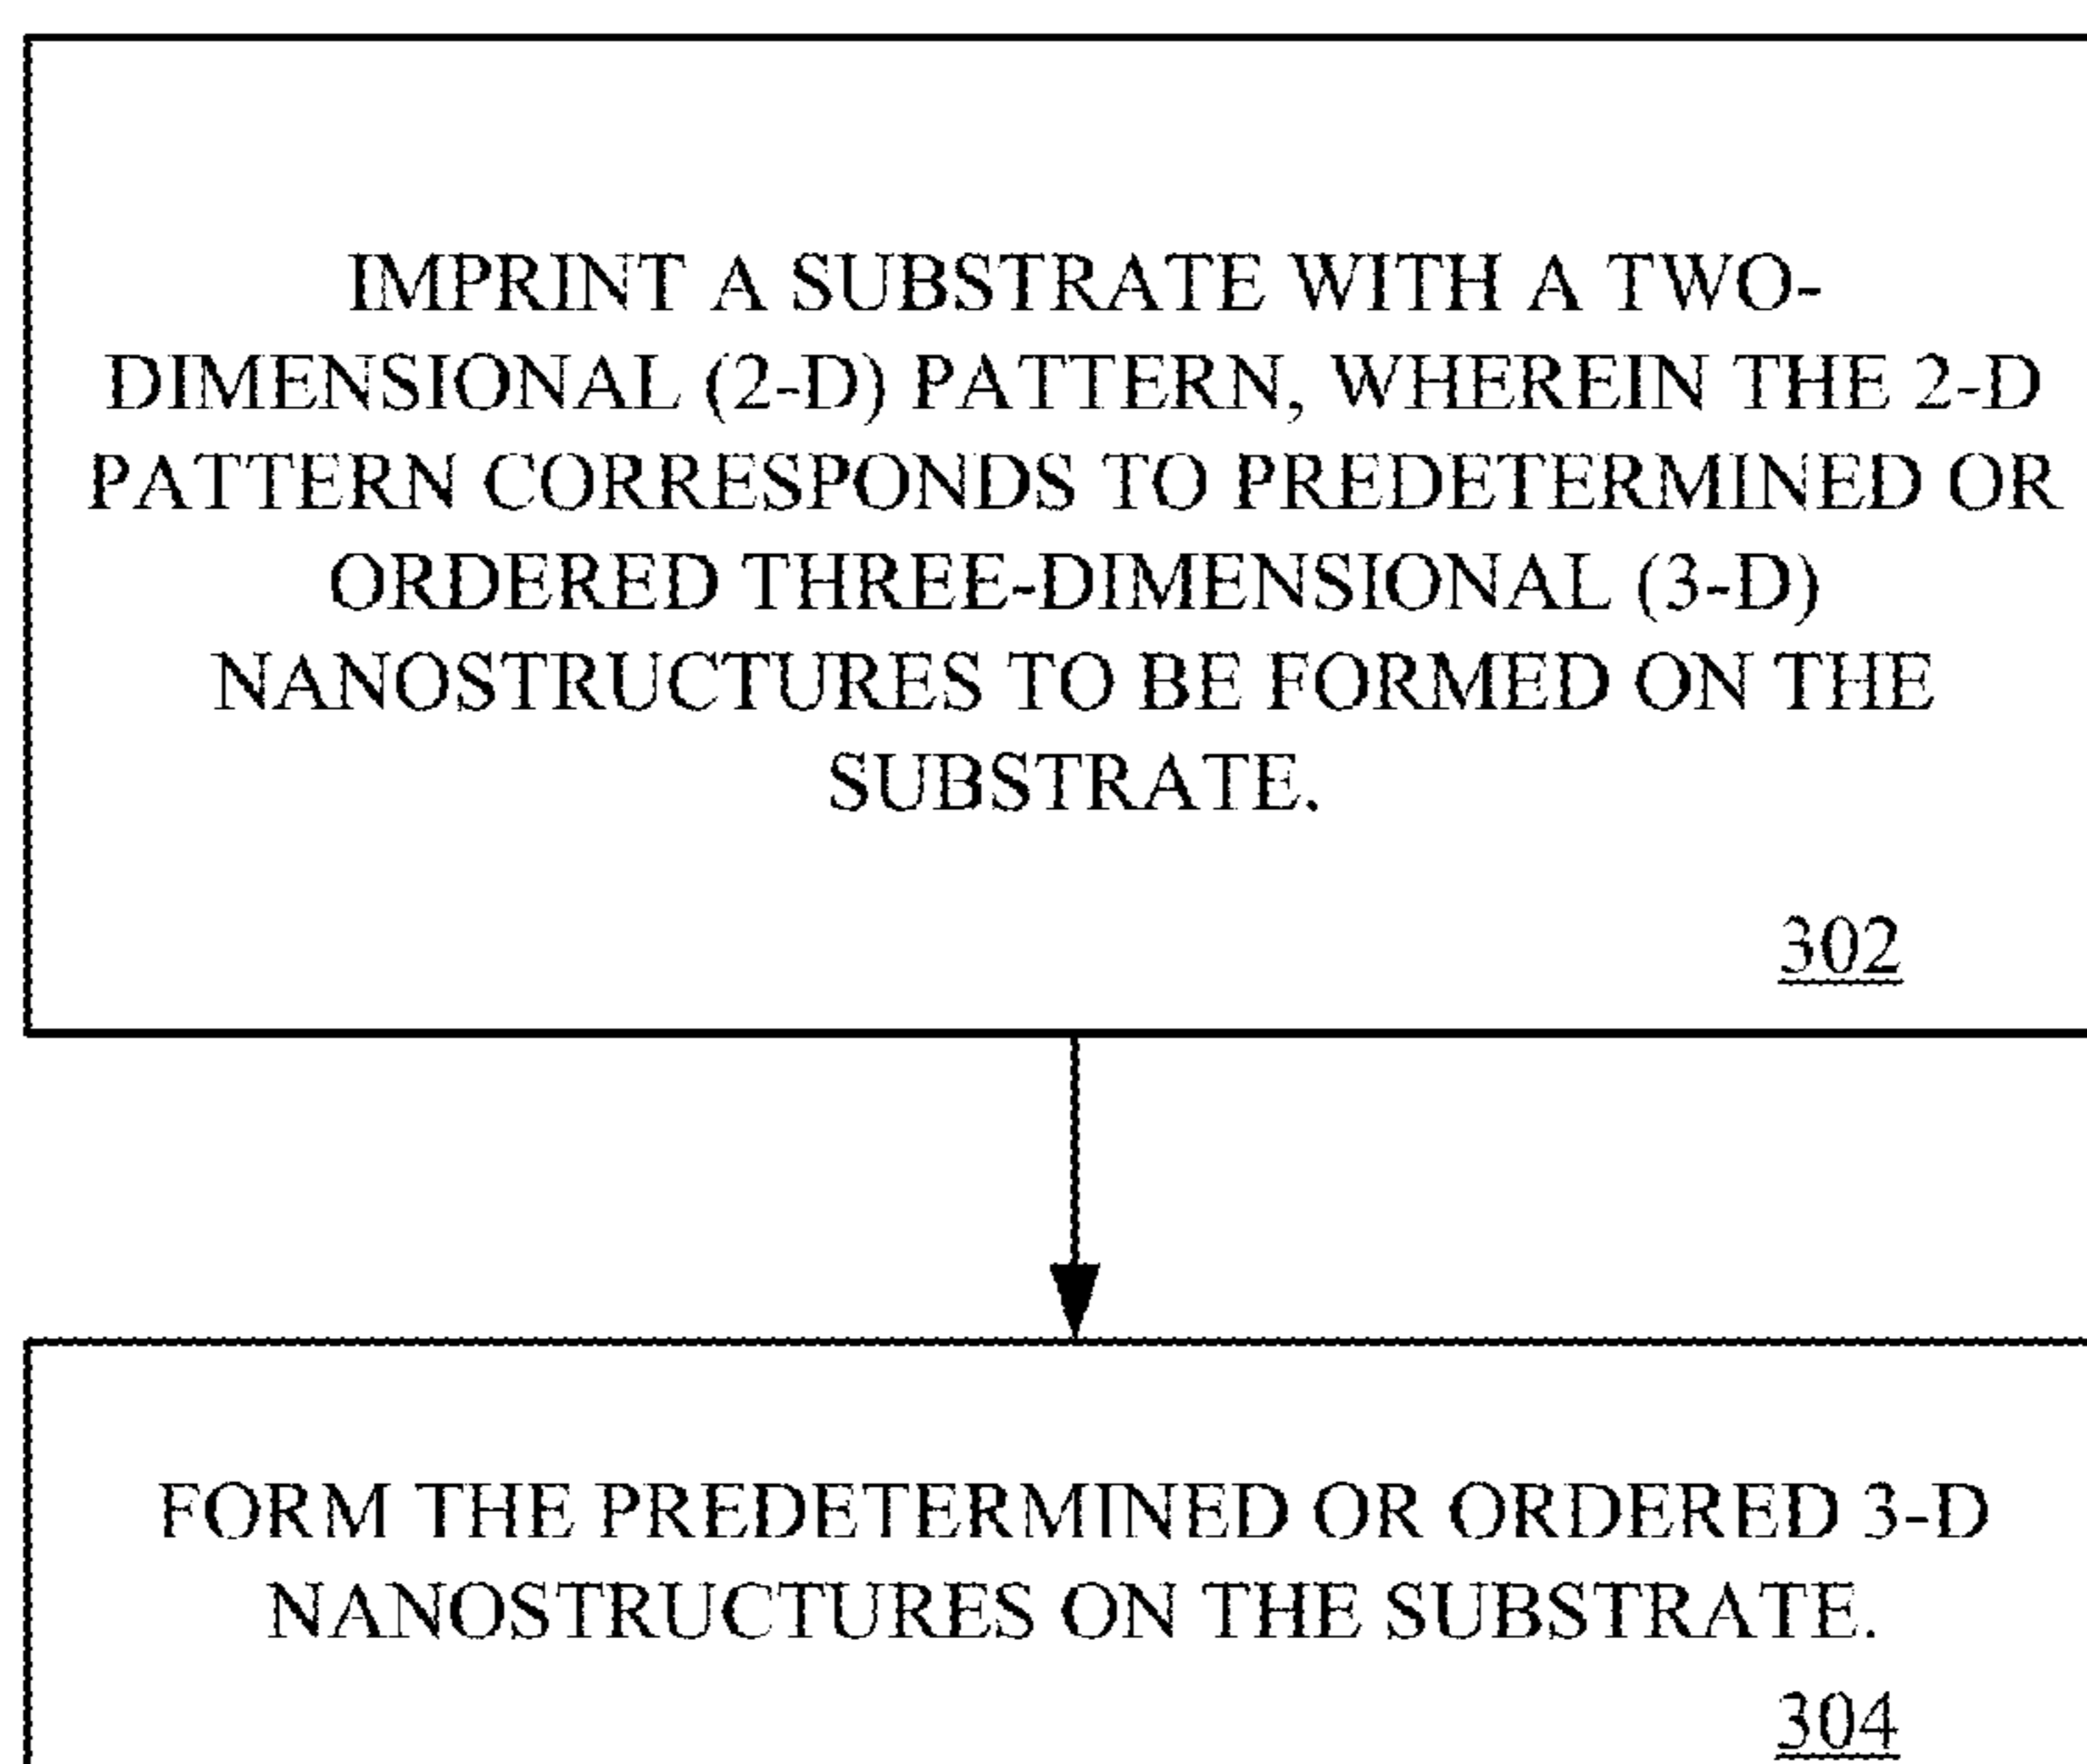 IMPRINT A SUBSTRATE WITH A TWO-
DIMENSIONAL (2-D) PATTERN, WHEREIN THE 2-D
PATTERN CORRESPONDS TO PREDETERMINED OR
ORDERED THREE-DIMENSIONAL (3-D)
NANOSTRUCTURES TO BE FORMED ON THE
SUBSTRATE.
302
FORM THE PREDETERMINED OR ORDERED 3-D
NANOSTRUCTURES ON THE SUBSTRATE.
304